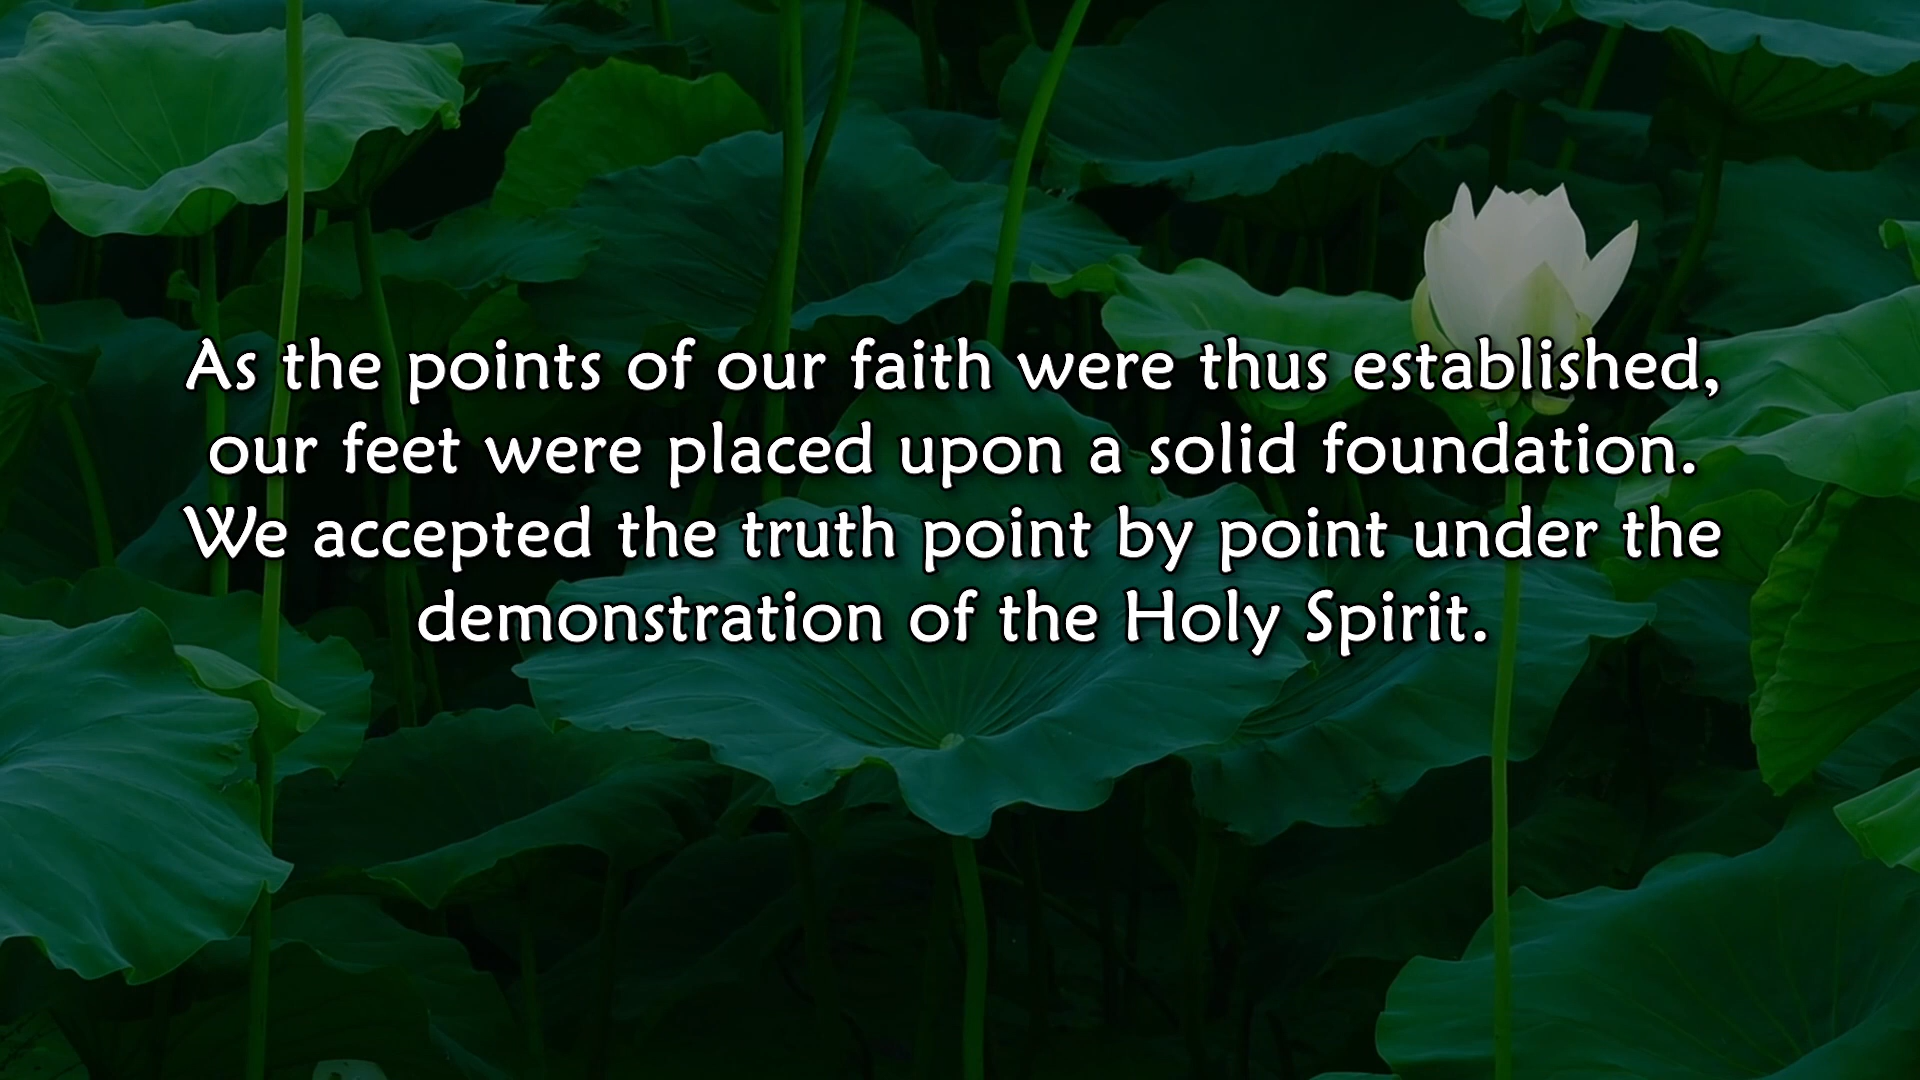 As the points of our faith were thus established,
our feet were placed upon a solid foundation.
We accepted the truth point by point under the
demonstration of the Holy Spirit.